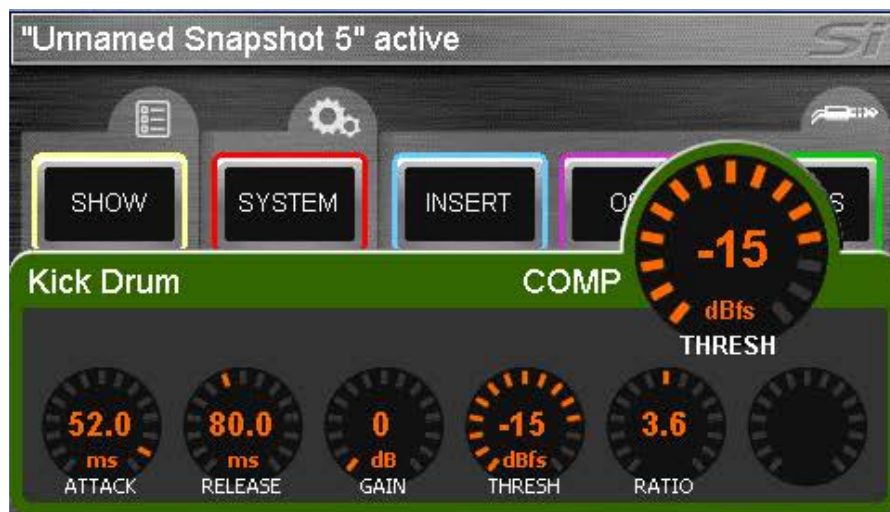 "Unnamed Snapshot 5" active
Si
SHOW
SYSTEM
INSERT
-15
dBfs
THRESH
Kick Drum
COMP
52.0
ms
ATTACK
80.0
ms
RELEASE
0
dB
GAIN
-15
dBfs
THRESH
3.6
RATIO